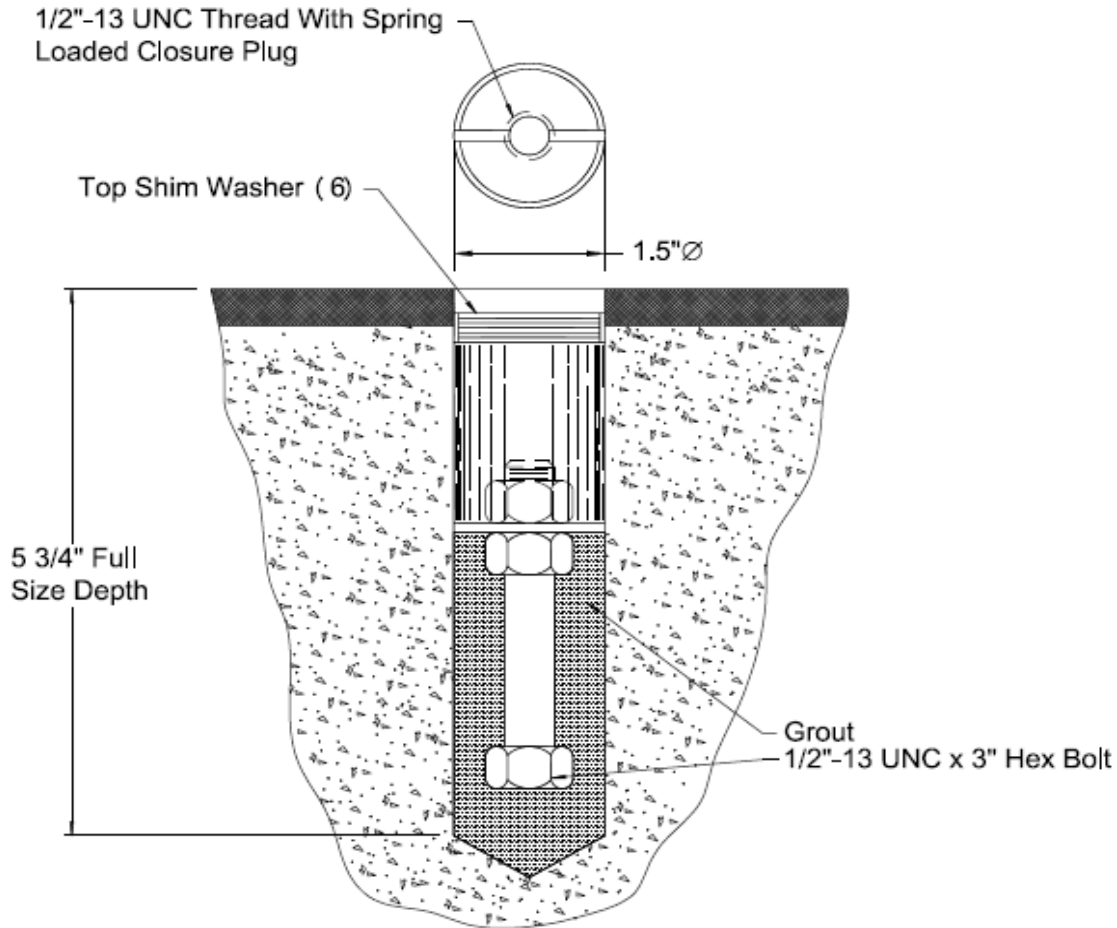 1/2"-13 UNC Thread With Spring
Loaded Closure Plug
Top Shim Washer ( 6)
1.5"Ø
5 3/4" Full
Size Depth
Grout
1/2"-13 UNC x 3" Hex Bolt